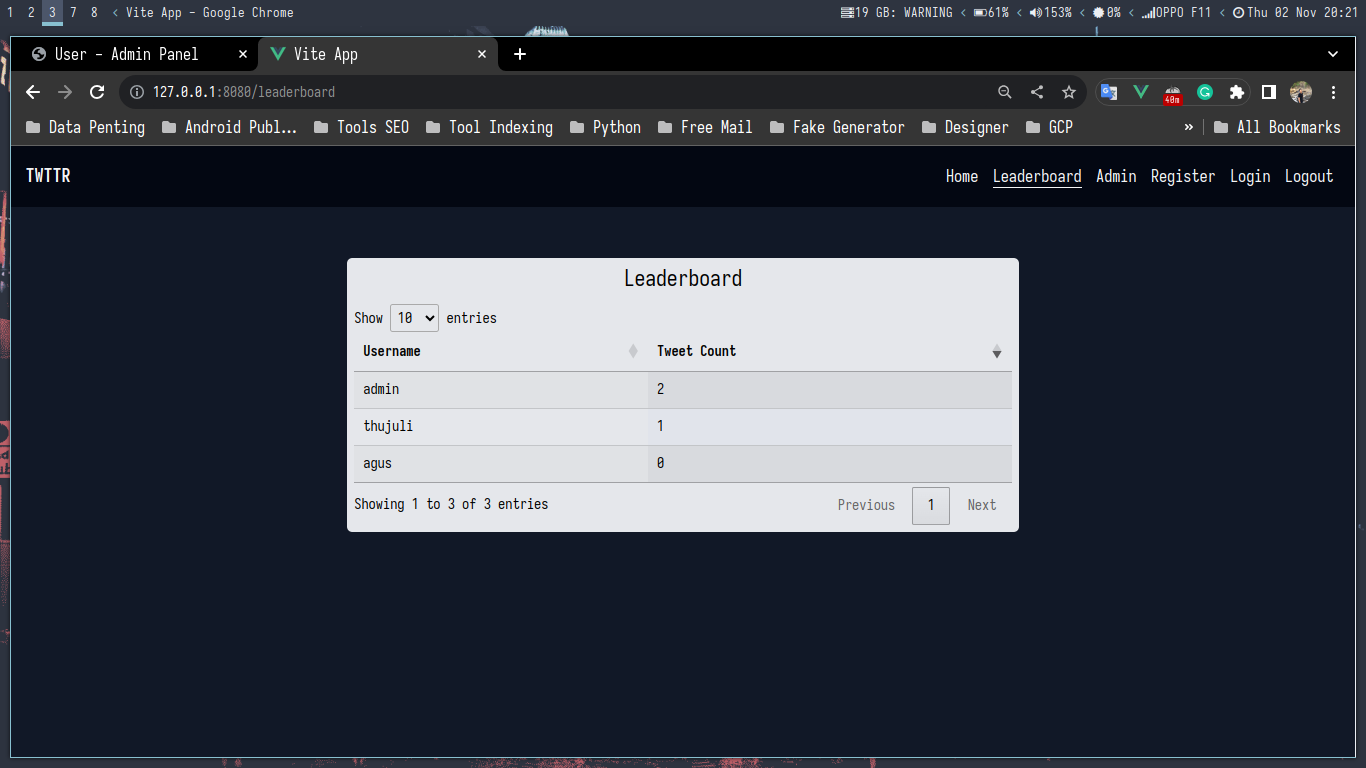 1 2 3 7 8 ‹ Vite App - Google Chrome 19 GB: WARNING ‹ 61% ‹ 153% ‹ 0% ‹ OPPO F11 ‹ Thu 02 Nov 20:21
User - Admin Panel × Vite App × +
127.0.0.1:8080/leaderboard 40m
Data Penting Android Publ... Tools SEO Tool Indexing Python Free Mail Fake Generator Designer GCP » All Bookmarks
TWTTR Home Leaderboard Admin Register Login Logout
Leaderboard
Show 10 entries
Username Tweet Count
admin 2
thujuli 1
agus 0
Showing 1 to 3 of 3 entries Previous 1 Next